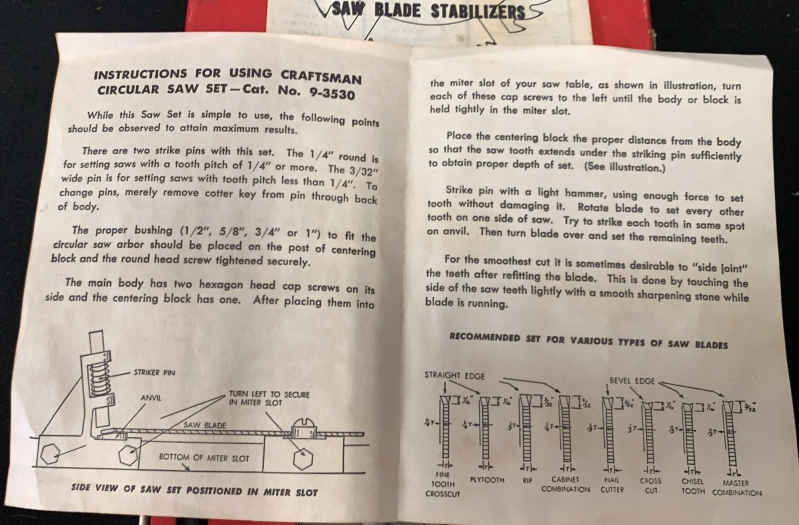 SAW BLADE STABILIZERS
INSTRUCTIONS FOR USING CRAFTSMAN
CIRCULAR SAW SET — Cat. No. 9-3530
While this Saw Set is simple to use, the following points
should be observed to attain maximum results.
There are two strike pins with this set. The 1/4" round is
for setting saws with a tooth pitch of 1/4" or more. The 3/32"
wide pin is for setting saws with tooth pitch less than 1/4". To
change pins, merely remove cotter key from pin through back
of body.
The proper bushing (1/2", 5/8", 3/4" or 1") to fit the
circular saw arbor should be placed on the post of centering
block and the round head screw tightened securely.
The main body has two hexagon head cap screws on its
side and the centering block has one. After placing them into
STRIKER PIN
ANVIL
TURN LEFT TO SECURE
IN MITER SLOT
SAW BLADE
BOTTOM OF MITER SLOT
SIDE VIEW OF SAW SET POSITIONED IN MITER SLOT
the miter slot of your saw table, as shown in illustration, turn
each of these cap screws to the left until the body or block is
held tightly in the miter slot.
Place the centering block the proper distance from the body
so that the saw tooth extends under the striking pin sufficiently
to obtain proper depth of set. (See illustration.)
Strike pin with a light hammer, using enough force to set
tooth without damaging it. Rotate blade to set every other
tooth on one side of saw. Try to strike each tooth in same spot
on anvil. Then turn blade over and set the remaining teeth.
For the smoothest cut it is sometimes desirable to "side joint"
the teeth after refitting the blade. This is done by touching the
side of the saw teeth lightly with a smooth sharpening stone while
blade is running.
RECOMMENDED SET FOR VARIOUS TYPES OF SAW BLADES
STRAIGHT EDGE
BEVEL EDGE
FINE
TOOTH
CROSSCUT
PLYTOOTH
RIP
CABINET
COMBINATION
NAIL
CUTTER
CROSS
CUT
CHISEL
TOOTH
MASTER
COMBINATION